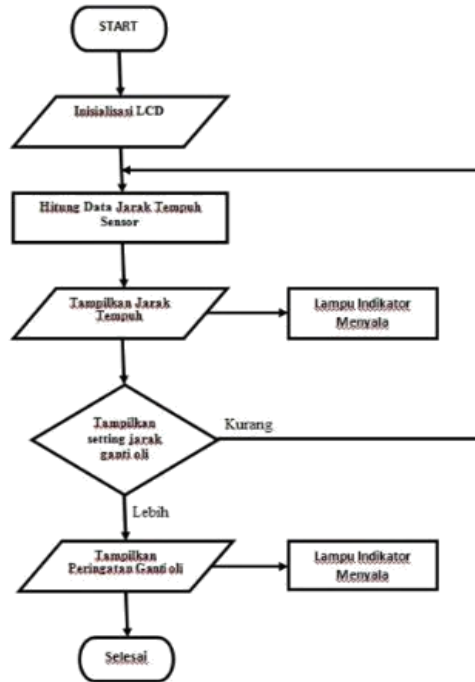 START
Inisialisasi LCD
Hitung Data Jarak Tempuh
Sensor
Tampilkan Jarak
Tempuh
Lampu Indikator
Menyala
Tampilkan
setting jarak
ganti oli
Kurang
Lebih
Tampilkan
Peringatan Ganti oli
Lampu Indikator
Menyala
Selesai